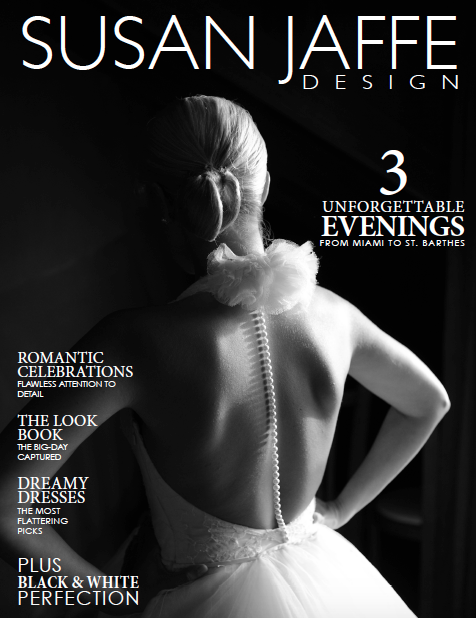 SUSAN JAFFE
DESIGN
3
UNFORGETTABLE
EVENINGS
FROM MIAMI TO ST. BARTHES
ROMANTIC
CELEBRATIONS
FLAWLESS ATTENTION TO
DETAIL
THE LOOK
BOOK
THE BIG-DAY
CAPTURED
DREAMY
DRESSES
THE MOST
FLATTERING
PICKS
PLUS
BLACK & WHITE
PERFECTION